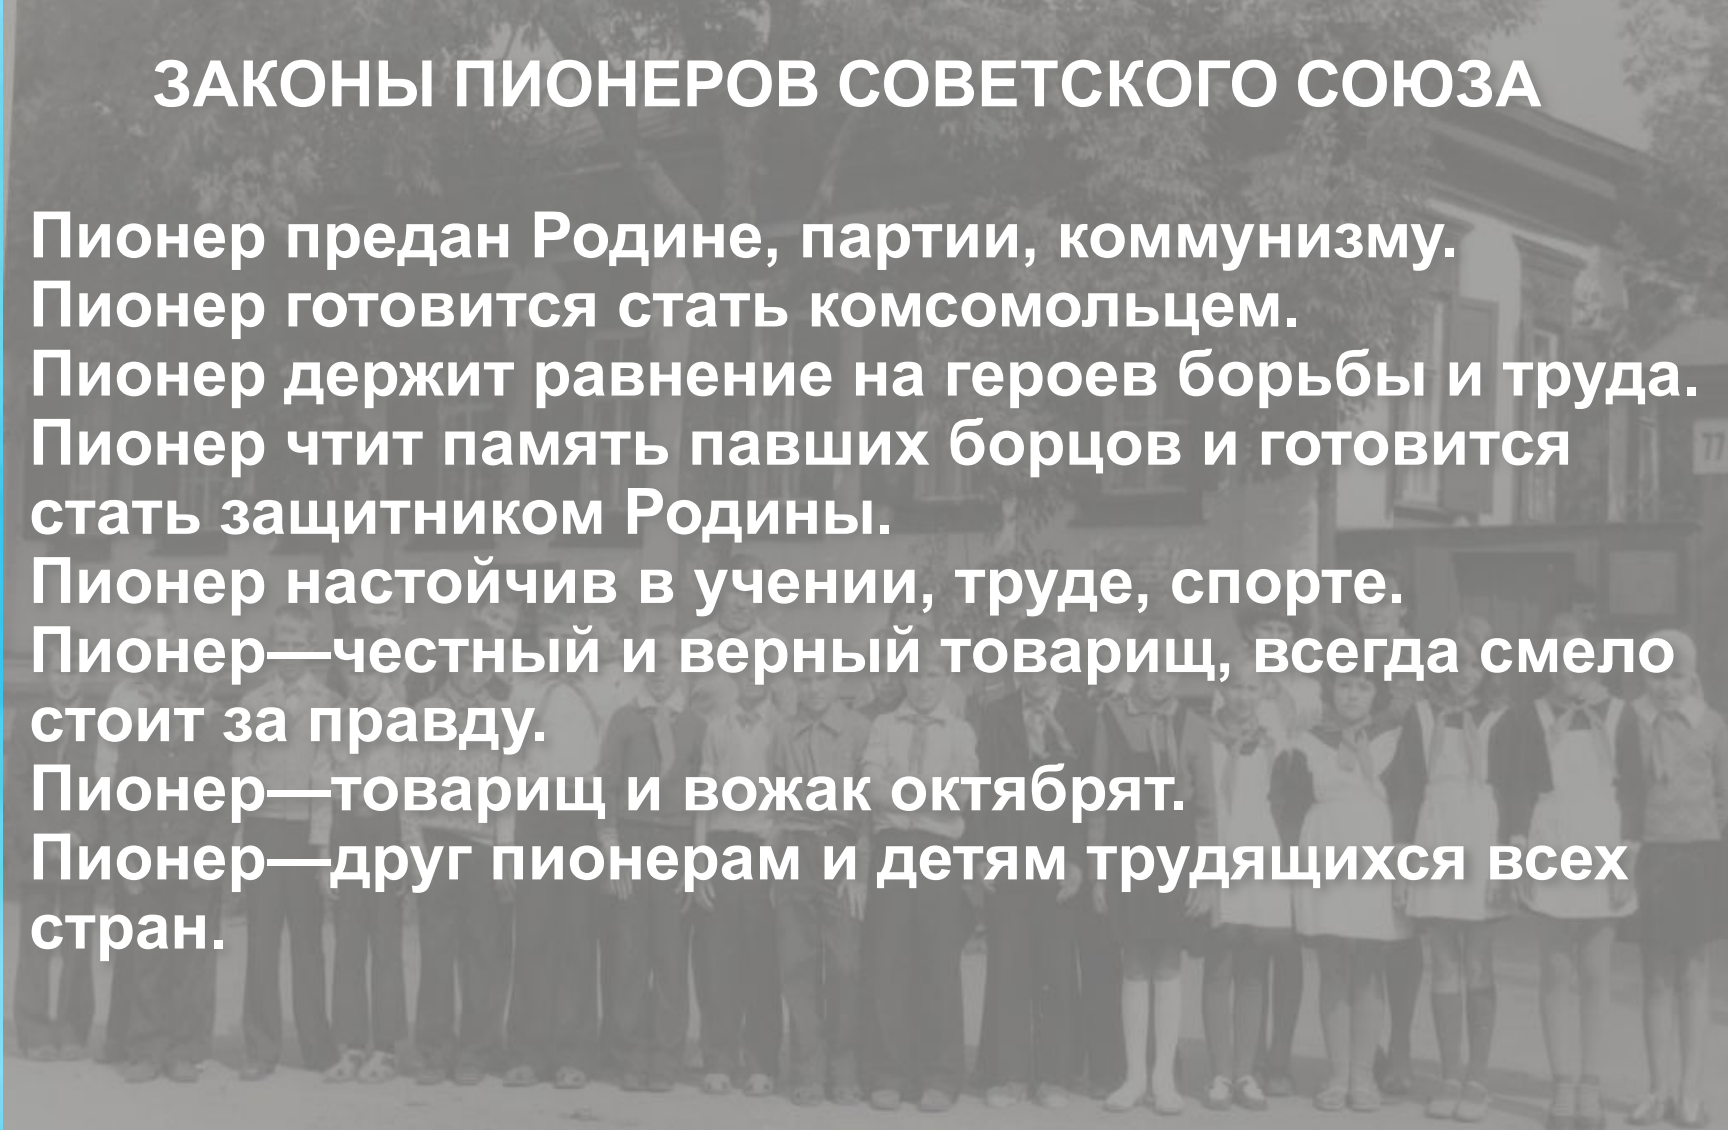 ЗАКОНЫ ПИОНЕРОВ СОВЕТСКОГО СОЮЗА
Пионер предан Родине, партии, коммунизму.
Пионер готовится стать комсомольцем.
Пионер держит равнение на героев борьбы и труда.
Пионер чтит память павших борцов и готовится
стать защитником Родины.
Пионер настойчив в учении, труде, спорте.
Пионер—честный и верный товарищ, всегда смело
стоит за правду.
Пионер—товарищ и вожак октябрят.
Пионер—друг пионерам и детям трудящихся всех
стран.
77